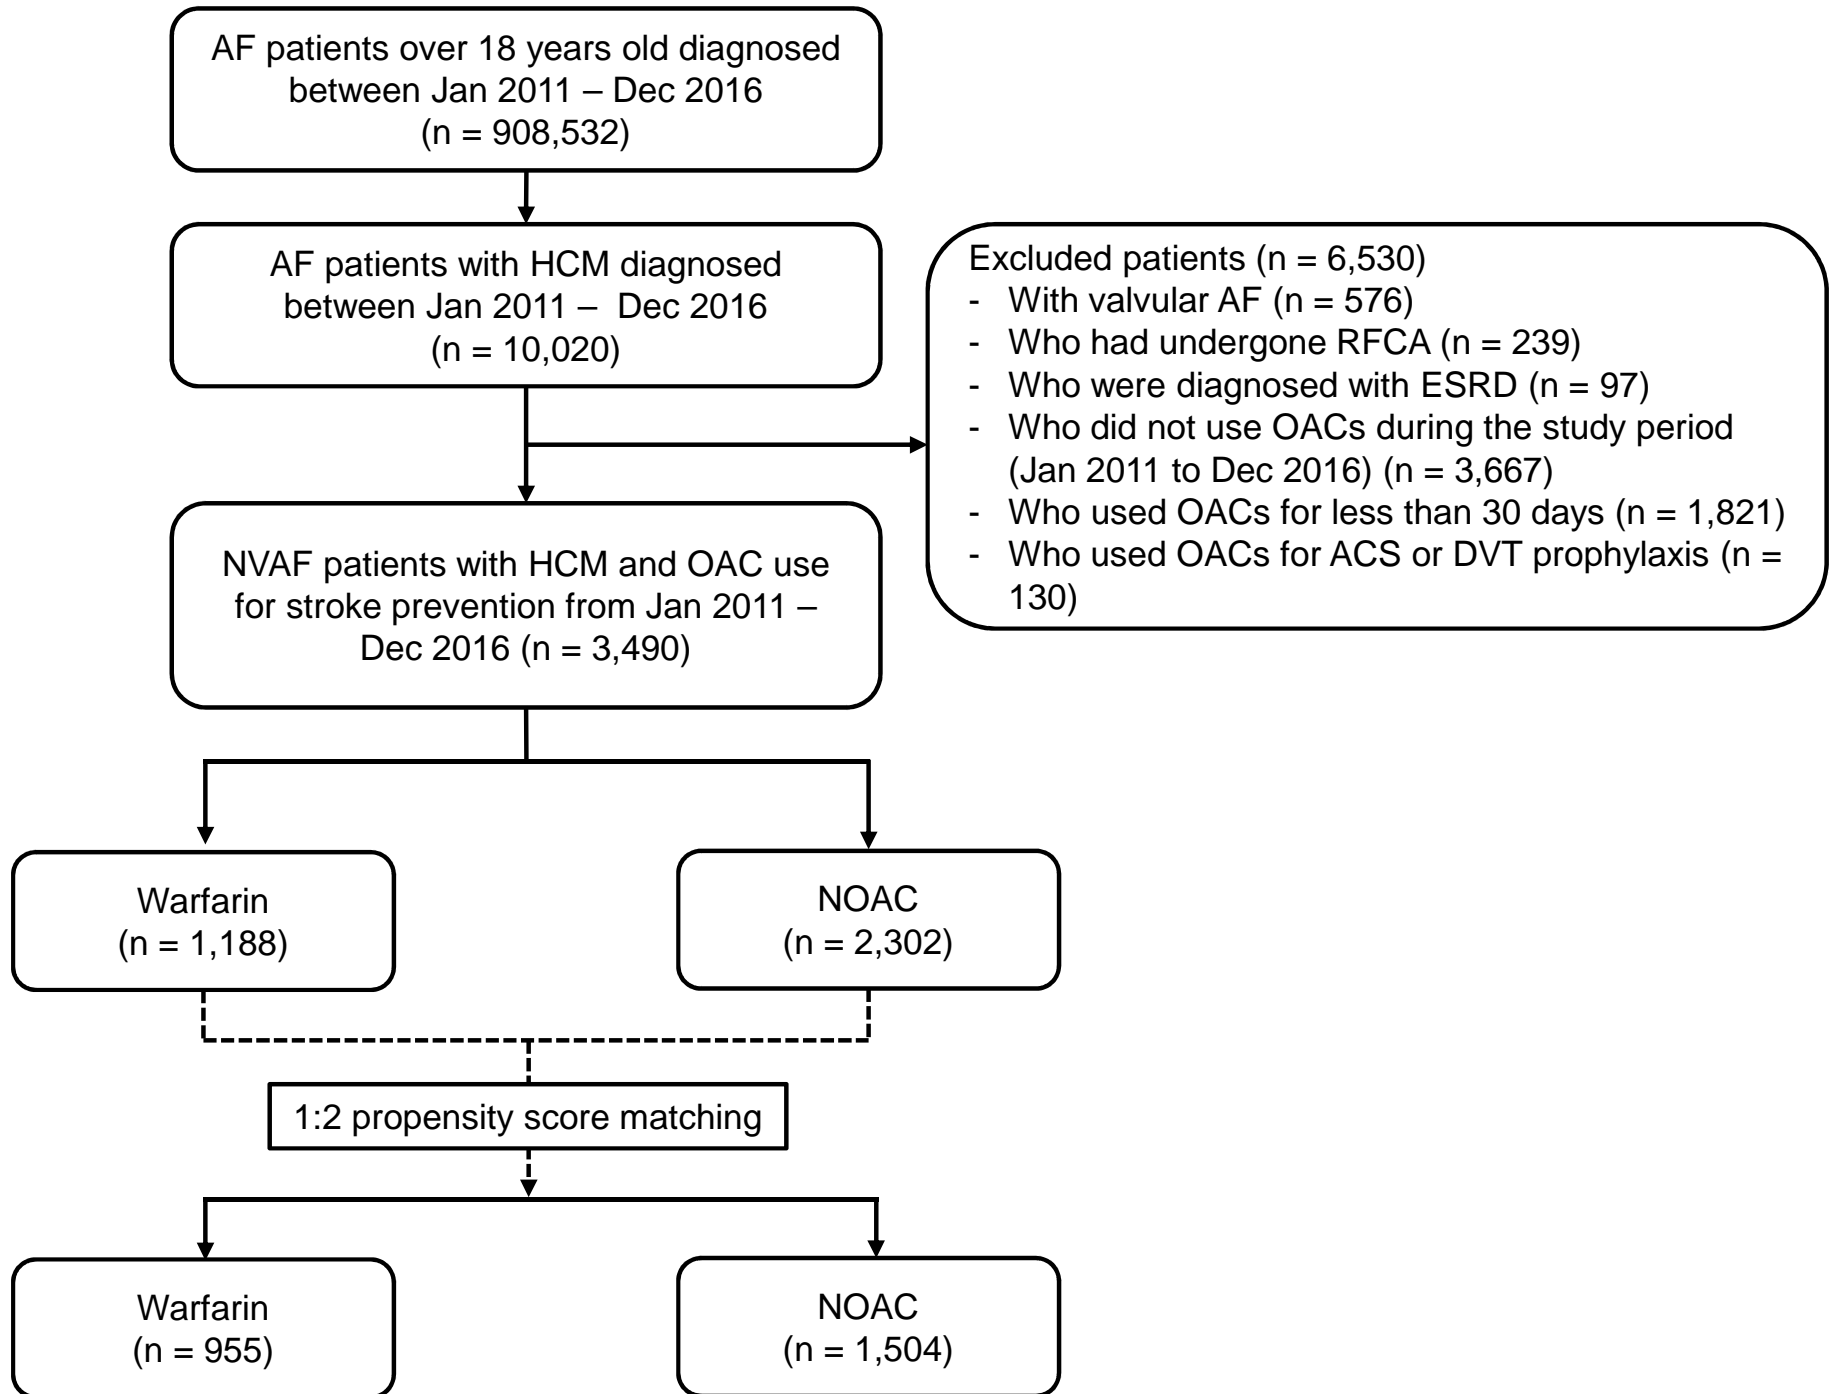 AF patients over 18 years old diagnosed
between Jan 2011 – Dec 2016
(n = 908,532)
AF patients with HCM diagnosed
between Jan 2011 –  Dec 2016
(n = 10,020)
Excluded patients (n = 6,530)
- With valvular AF (n = 576)
- Who had undergone RFCA (n = 239)
- Who were diagnosed with ESRD (n = 97)
- Who did not use OACs during the study period
(Jan 2011 to Dec 2016) (n = 3,667)
- Who used OACs for less than 30 days (n = 1,821)
- Who used OACs for ACS or DVT prophylaxis (n =
130)
NVAF patients with HCM and OAC use
for stroke prevention from Jan 2011 –
Dec 2016 (n = 3,490)
Warfarin
(n = 1,188)
NOAC
(n = 2,302)
1:2 propensity score matching
Warfarin
(n = 955)
NOAC
(n = 1,504)